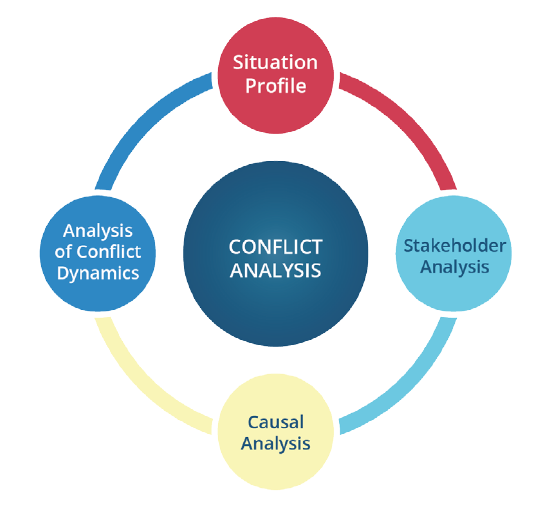 Situation
Profile
Stakeholder
Analysis
Causal
Analysis
Analysis
of Conflict
Dynamics
CONFLICT
ANALYSIS